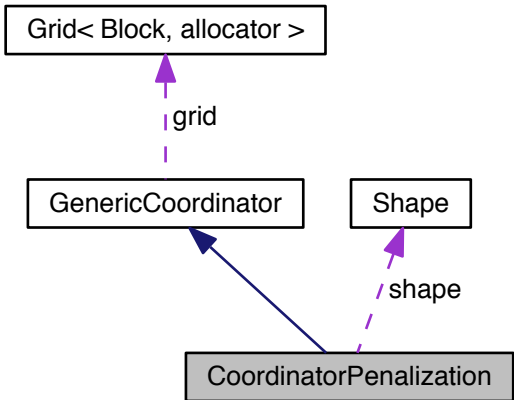 Grid< Block, allocator >
grid
GenericCoordinator
Shape
shape
CoordinatorPenalization